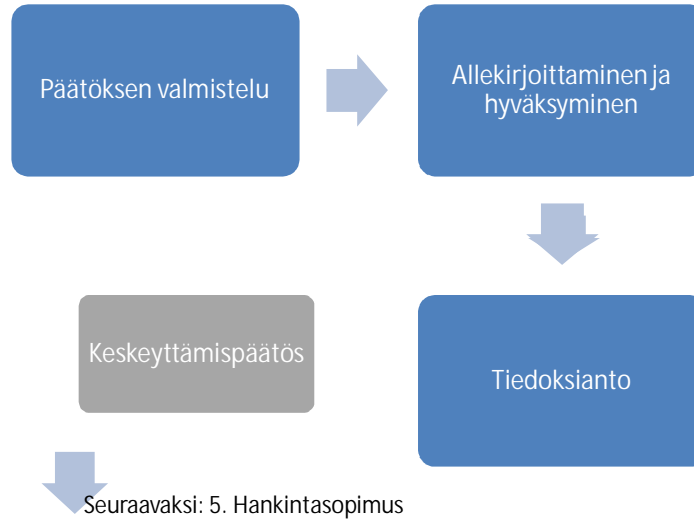 Päätöksen valmistelu
Allekirjoittaminen ja
hyväksyminen
Keskeyttämispäätös
Tiedoksianto
Seuraavaksi: 5. Hankintasopimus